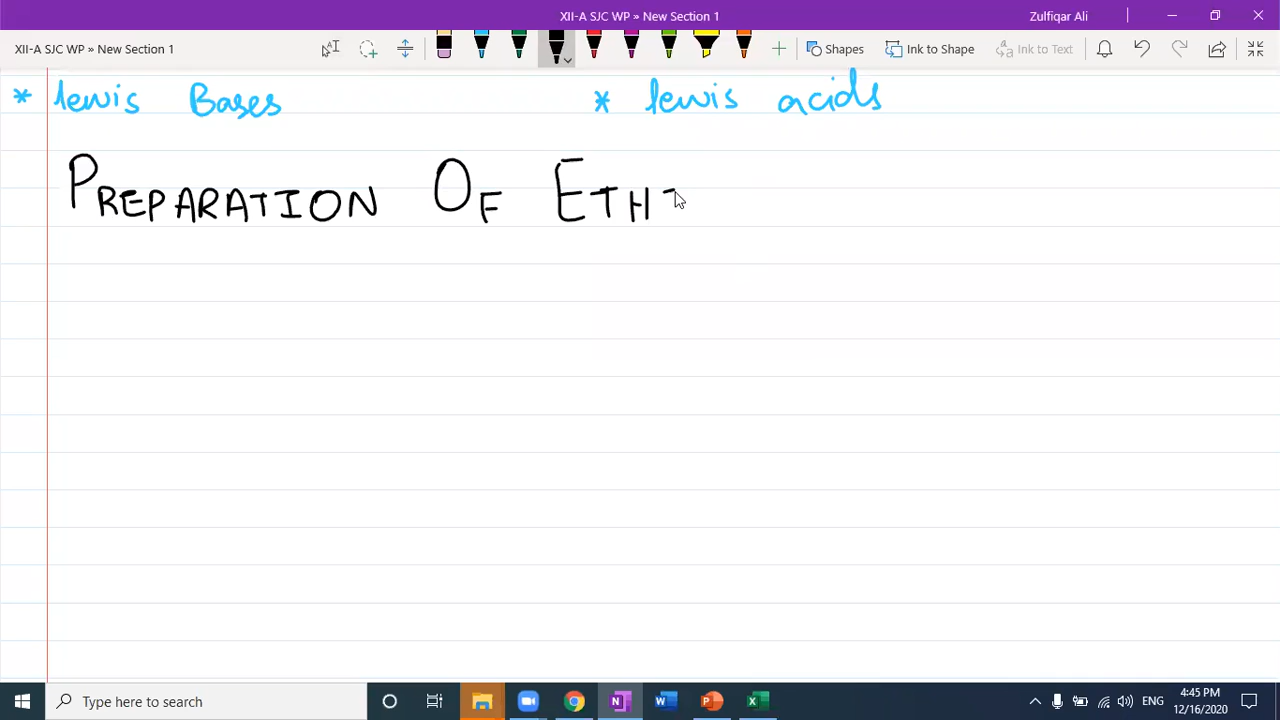 XII-A SJC WP » New Section 1
Zulfiqar Ali
XII-A SJC WP » New Section 1
Shapes
Ink to Shape
Ink to Text
* lewis Bases
* lewis acids
PREPARATION OF ETH
Type here to search
ENG
4:45 PM
12/16/2020